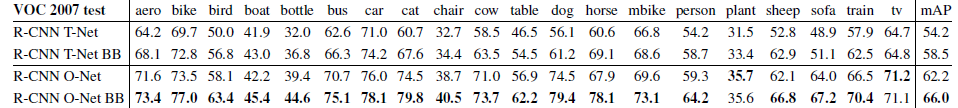 VOC 2007 test aero bike bird boat bottle bus car cat chair cow table dog horse mbike person plant sheep sofa train tv mAP
R-CNN T-Net 64.2 69.7 50.0 41.9 32.0 62.6 71.0 60.7 32.7 58.5 46.5 56.1 60.6 66.8 54.2 31.5 52.8 48.9 57.9 64.7 54.2
R-CNN T-Net BB 68.1 72.8 56.8 43.0 36.8 66.3 74.2 67.6 34.4 63.5 54.5 61.2 69.1 68.6 58.7 33.4 62.9 51.1 62.5 64.8 58.5
R-CNN O-Net 71.6 73.5 58.1 42.2 39.4 70.7 76.0 74.5 38.7 71.0 56.9 74.5 67.9 69.6 59.3 35.7 62.1 64.0 66.5 71.2 62.2
R-CNN O-Net BB 73.4 77.0 63.4 45.4 44.6 75.1 78.1 79.8 40.5 73.7 62.2 79.4 78.1 73.1 64.2 35.6 66.8 67.2 70.4 71.1 66.0